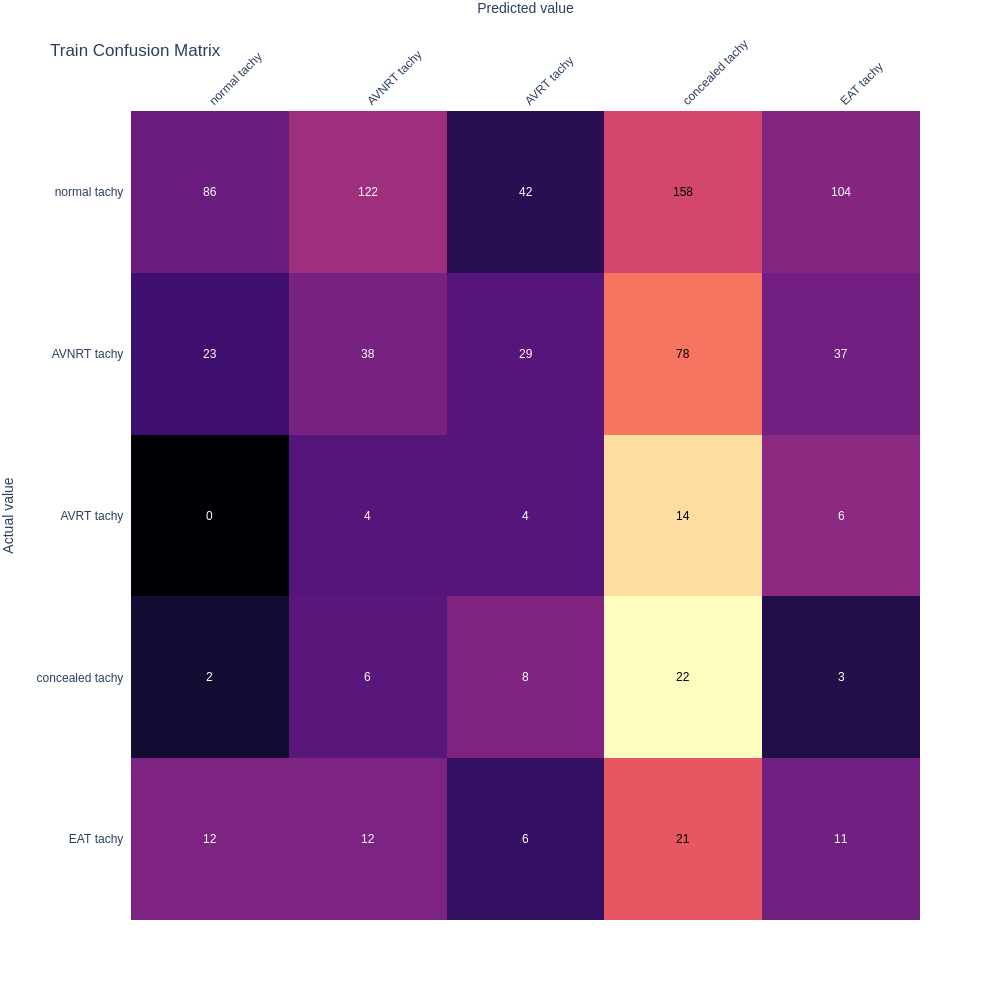 Predicted value
Train Confusion Matrix
normal tachy AVNRT tachy AVRT tachy concealed tachy EAT tachy
normal tachy 86 122 42 158 104
AVNRT tachy 23 38 29 78 37
AVRT tachy 0 4 4 14 6
concealed tachy 2 6 8 22 3
EAT tachy 12 12 6 21 11
Actual value